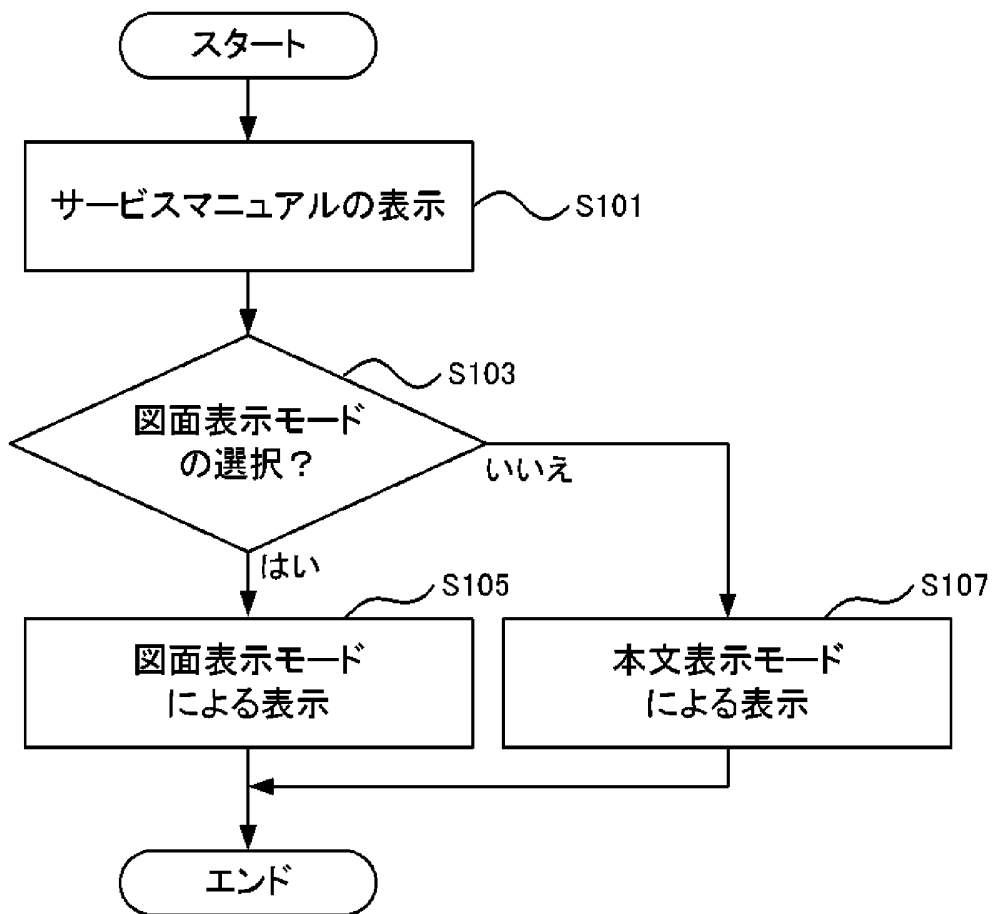 スタート
サービスマニュアルの表示
S101
S103
図面表示モード
の選択？
いいえ
はい
S105
S107
図面表示モード
による表示
本文表示モード
による表示
エンド